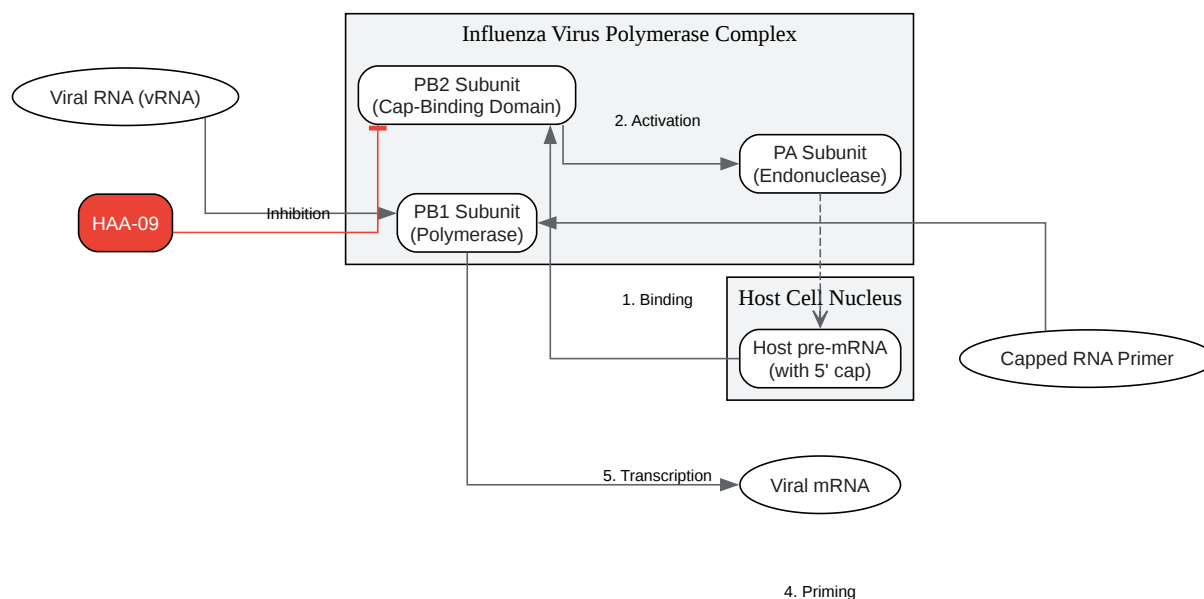 Influenza Virus Polymerase Complex
PB2 Subunit
(Cap-Binding Domain)
Viral RNA (vRNA)
2. Activation
PA Subunit
(Endonuclease)
HAA-09
Inhibition
PB1 Subunit
(Polymerase)
1. Binding
Host Cell Nucleus
Host pre-mRNA
(with 5' cap)
Capped RNA Primer
5. Transcription
Viral mRNA
4. Priming